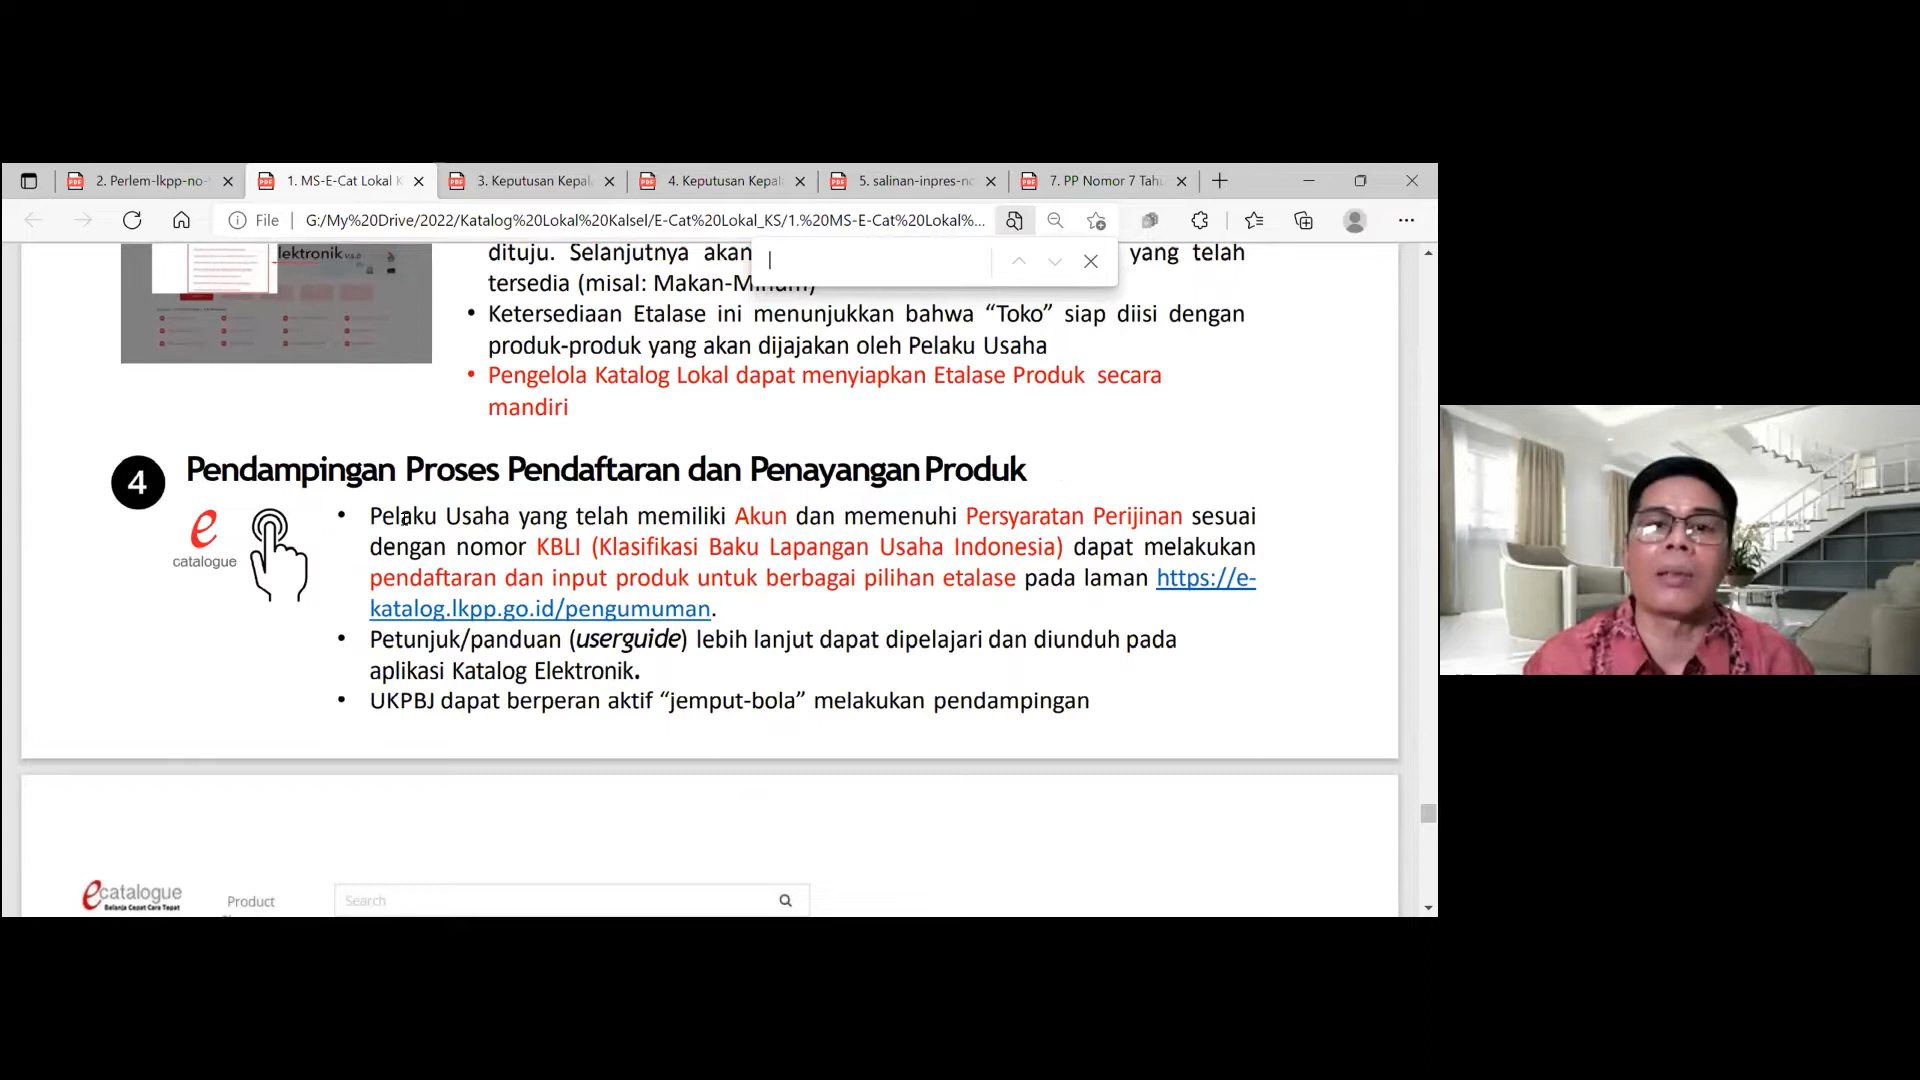 2. Perlem-lkpp-no-
1. MS-E-Cat Lokal K
3. Keputusan Kepal
4. Keputusan Kepal
5. salinan-inpres-no
7. PP Nomor 7 Tahu
File
G:/My%20Drive/2022/Katalog%20Lokal%20Kalsel/E-Cat%20Lokal_KS/1.%20MS-E-Cat%20Lokal%...
lektronik
dituju. Selanjutnya akan yang telah
tersedia (misal: Makan-Minum)
• Ketersediaan Etalase ini menunjukkan bahwa “Toko” siap diisi dengan
produk-produk yang akan dijajakan oleh Pelaku Usaha
• Pengelola Katalog Lokal dapat menyiapkan Etalase Produk secara
mandiri
4 Pendampingan Proses Pendaftaran dan Penayangan Produk
e
catalogue
• Pelaku Usaha yang telah memiliki Akun dan memenuhi Persyaratan Perijinan sesuai
dengan nomor KBLI (Klasifikasi Baku Lapangan Usaha Indonesia) dapat melakukan
pendaftaran dan input produk untuk berbagai pilihan etalase pada laman https://e-
katalog.lkpp.go.id/pengumuman.
• Petunjuk/panduan (userguide) lebih lanjut dapat dipelajari dan diunduh pada
aplikasi Katalog Elektronik.
• UKPBJ dapat berperan aktif “jemput-bola” melakukan pendampingan
ecatalogue
Belanja Cepat Cara Tepat
Product
Search